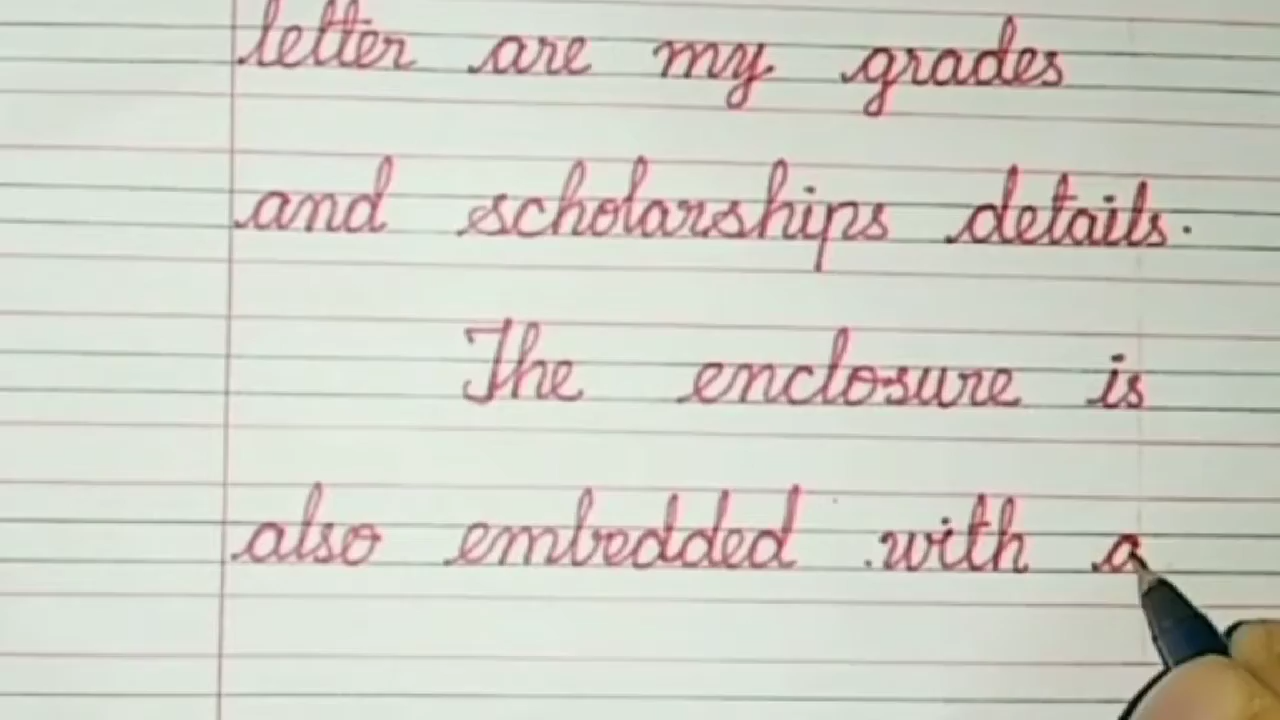 letter are my grades
and scholarships details.
The enclosure is
also embedded with a